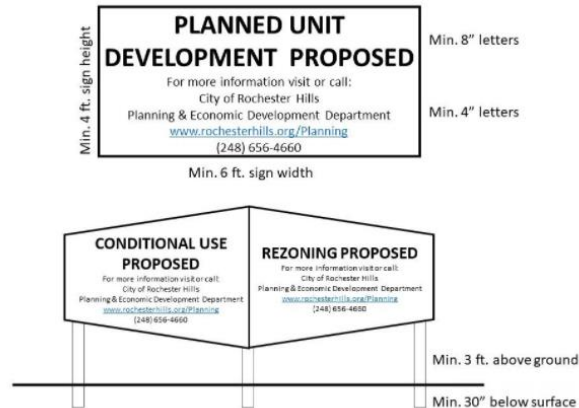 PLANNED UNIT
DEVELOPMENT PROPOSED
For more information visit or call:
City of Rochester Hills
Planning & Economic Development Department
www.rochesterhills.org/Planning
(248) 656-4660
Min. 4 ft. sign height
Min. 8” letters
Min. 4” letters
Min. 6 ft. sign width
CONDITIONAL USE
PROPOSED
For more information visit or call:
City of Rochester Hills
Planning & Economic Development Department
www.rochesterhills.org/Planning
(248) 656-4660
REZONING PROPOSED
For more information visit or call:
City of Rochester Hills
Planning & Economic Development Department
www.rochesterhills.org/Planning
(248) 656-4660
Min. 3 ft. above ground
Min. 30” below surface